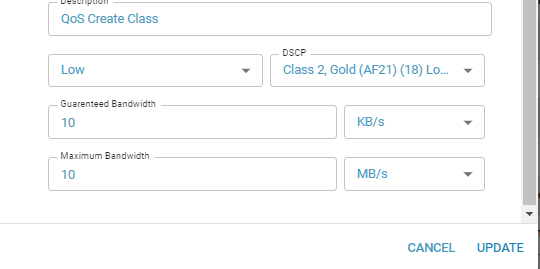 Description
QoS Create Class
Low
DSCP
Class 2, Gold (AF21) (18) Lo...
Guarenteed Bandwidth
10
KB/s
Maximum Bandwidth
10
MB/s
CANCEL UPDATE